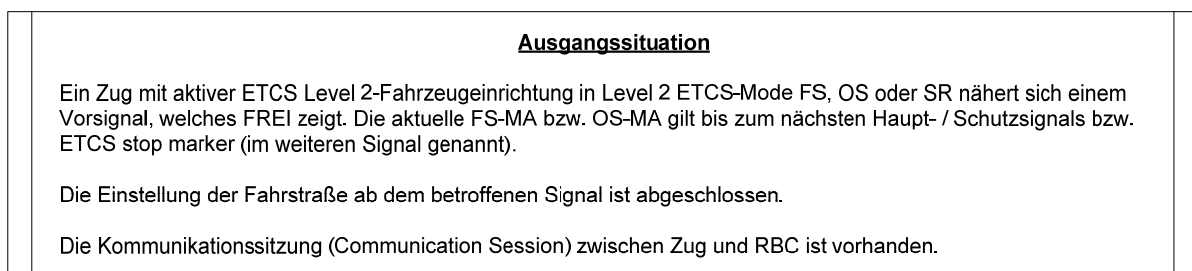 Ausgangssituation
Ein Zug mit aktiver ETCS Level 2-Fahrzeugeinrichtung in Level 2 ETCS-Mode FS, OS oder SR nähert sich einem
Vorsignal, welches FREI zeigt. Die aktuelle FS-MA bzw. OS-MA gilt bis zum nächsten Haupt- / Schutzsignals bzw.
ETCS stop marker (im weiteren Signal genannt).
Die Einstellung der Fahrstraße ab dem betroffenen Signal ist abgeschlossen.
Die Kommunikationssitzung (Communication Session) zwischen Zug und RBC ist vorhanden.